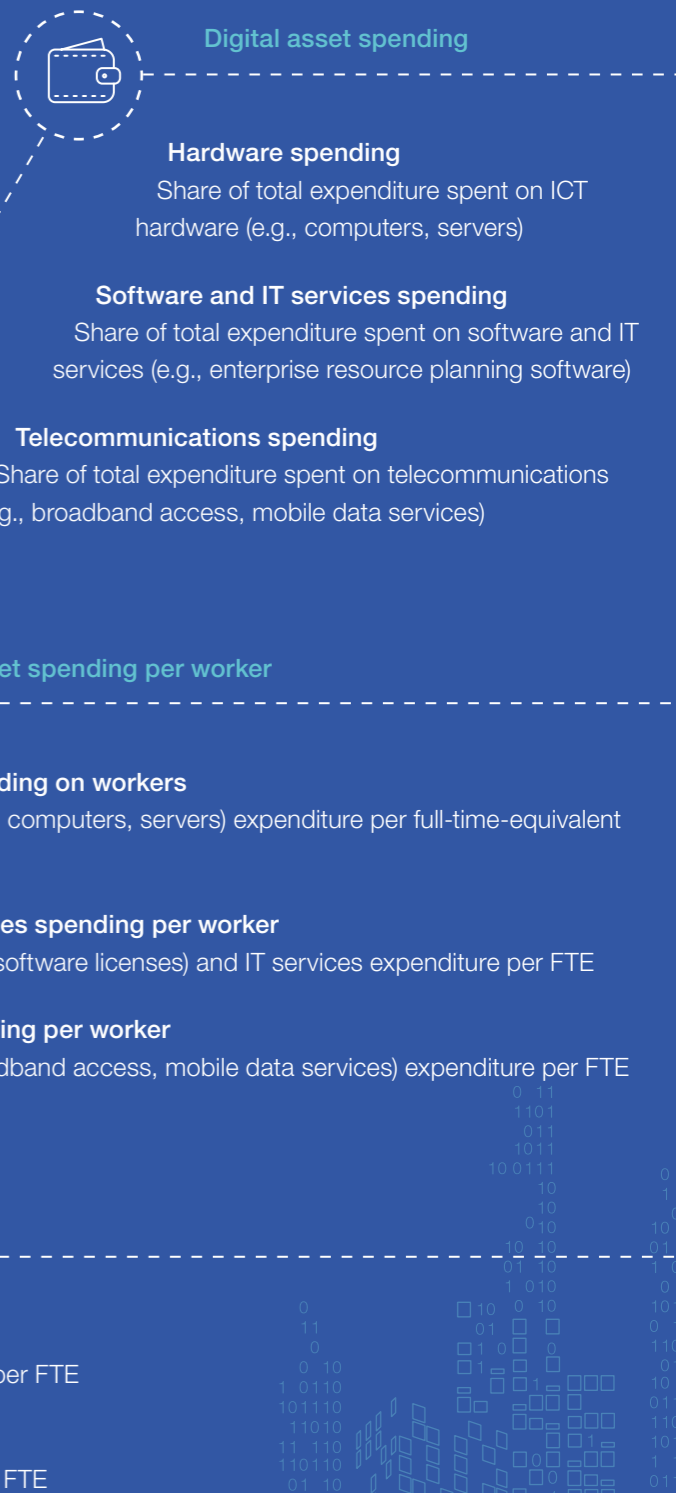 Digital asset spending
Hardware spending
Share of total expenditure spent on ICT
hardware (e.g., computers, servers)
Software and IT services spending
Share of total expenditure spent on software and IT
services (e.g., enterprise resource planning software)
Telecommunications spending
Share of total expenditure spent on telecommunications
g., broadband access, mobile data services)
et spending per worker
ding on workers
computers, servers) expenditure per full-time-equivalent
es spending per worker
software licenses) and IT services expenditure per FTE
ing per worker
dband access, mobile data services) expenditure per FTE
per FTE
FTE